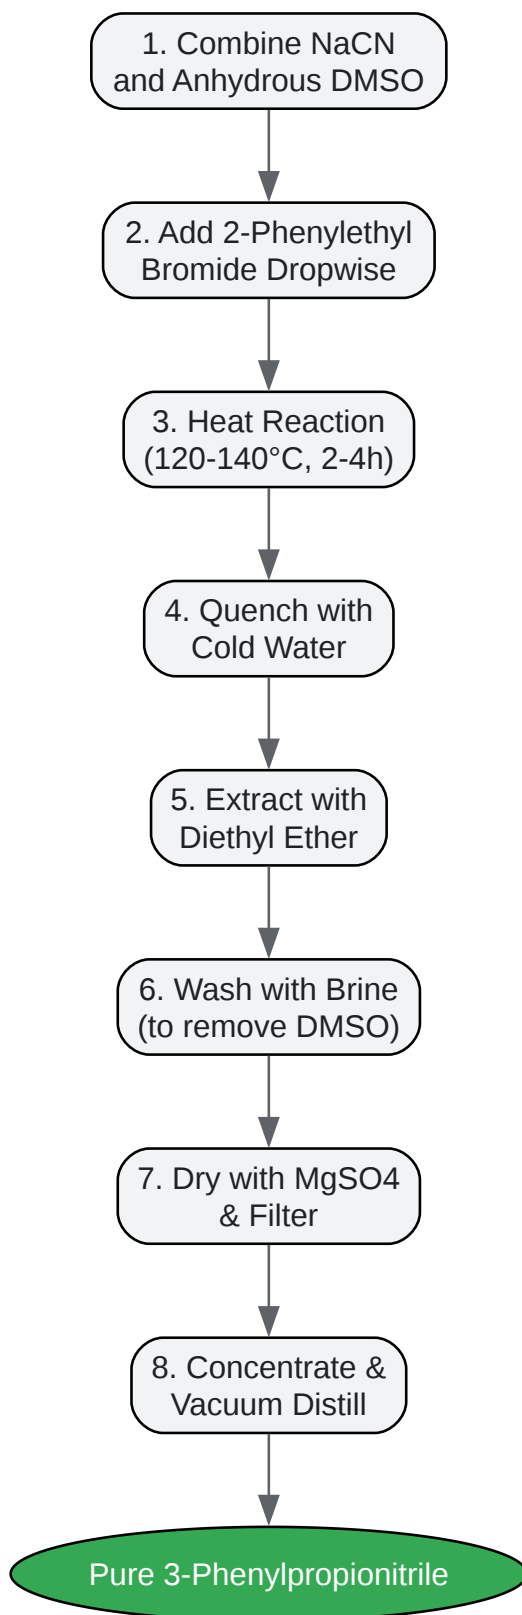 1. Combine NaCN
and Anhydrous DMSO
2. Add 2-Phenylethyl
Bromide Dropwise
3. Heat Reaction
(120-140°C, 2-4h)
4. Quench with
Cold Water
5. Extract with
Diethyl Ether
6. Wash with Brine
(to remove DMSO)
7. Dry with MgSO4
& Filter
8. Concentrate &
Vacuum Distill
Pure 3-Phenylpropionitrile